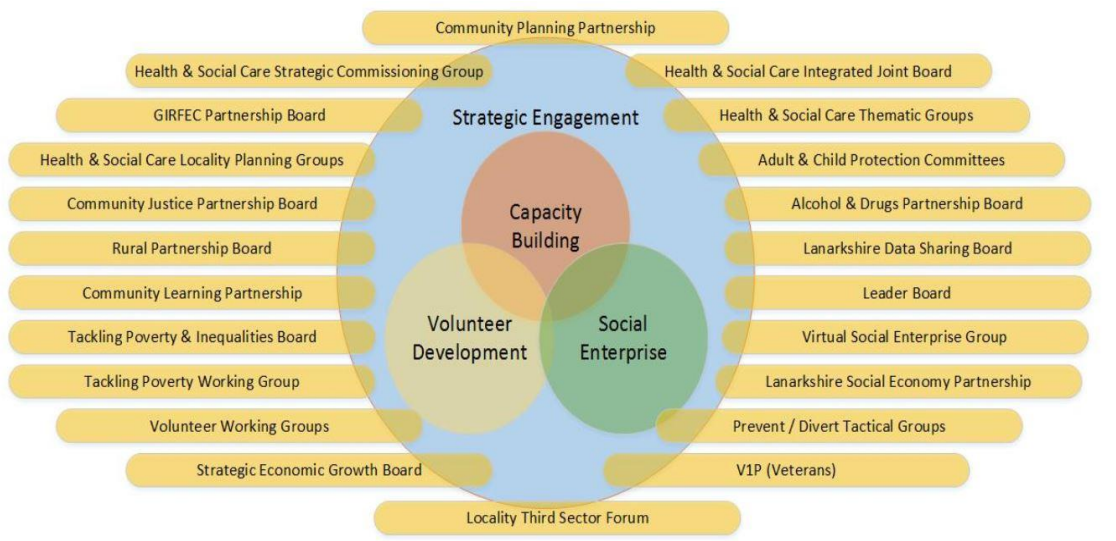 Community Planning Partnership
Health & Social Care Strategic Commissioning Group
Health & Social Care Integrated Joint Board
GIRFEC Partnership Board
Strategic Engagement
Health & Social Care Thematic Groups
Health & Social Care Locality Planning Groups
Adult & Child Protection Committees
Community Justice Partnership Board
Capacity
Building
Alcohol & Drugs Partnership Board
Rural Partnership Board
Lanarkshire Data Sharing Board
Community Learning Partnership
Leader Board
Tackling Poverty & Inequalities Board
Volunteer
Development
Social
Enterprise
Virtual Social Enterprise Group
Tackling Poverty Working Group
Lanarkshire Social Economy Partnership
Volunteer Working Groups
Prevent / Divert Tactical Groups
Strategic Economic Growth Board
V1P (Veterans)
Locality Third Sector Forum